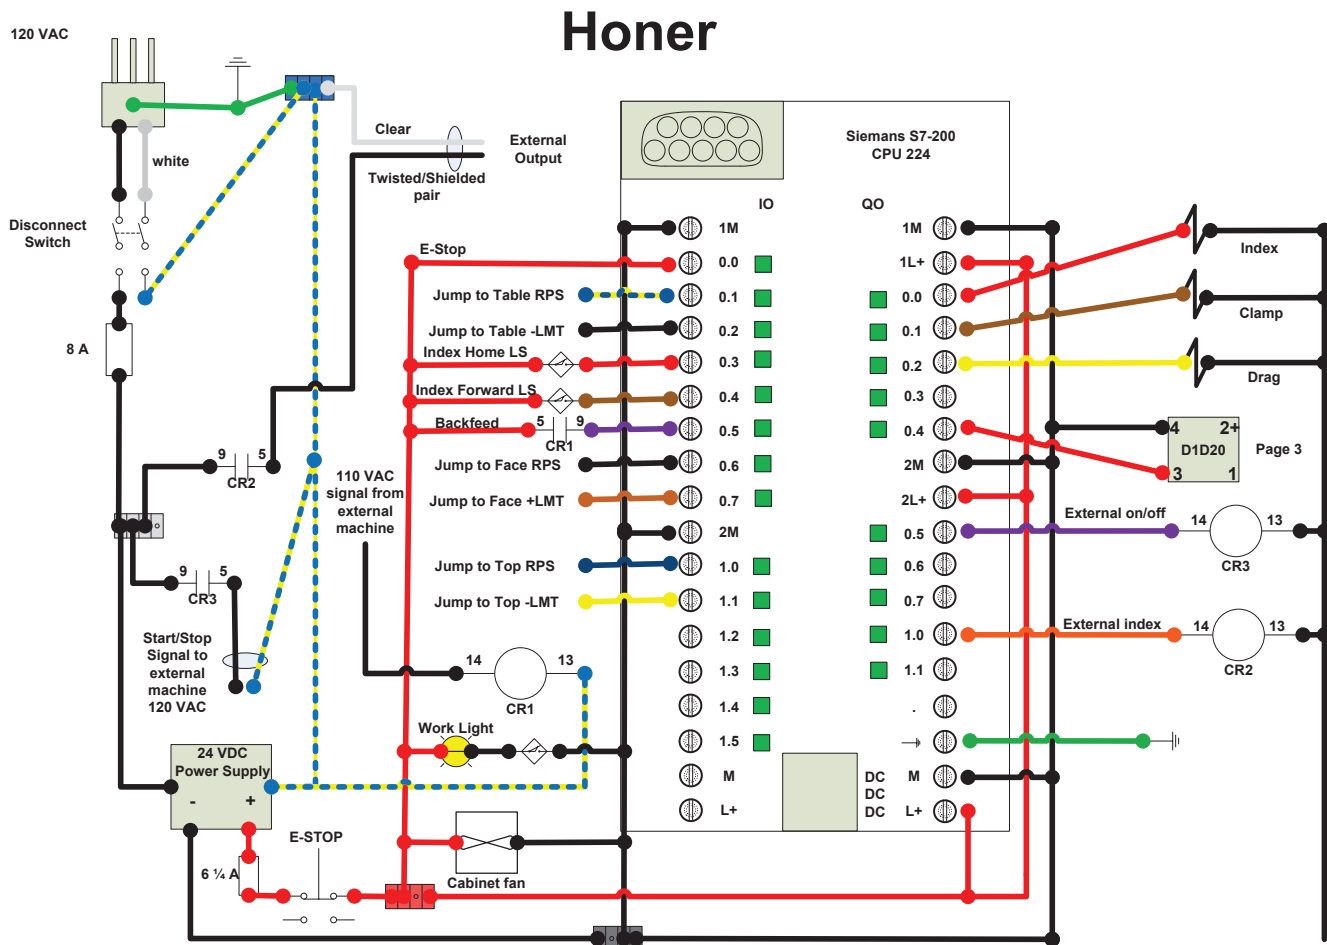 Honer
120 VAC
white
Disconnect
Switch
8 A
Clear
External
Output
Twisted/Shielded
pair
9
5
CR2
9
5
CR3
Start/Stop
Signal to
external
machine
120 VAC
24 VDC
Power Supply
-
+
6 ¼ A
E-STOP
E-Stop
Jump to Table RPS
Jump to Table -LMT
Index Home LS
Index Forward LS
Backfeed
5
9
CR1
Jump to Face RPS
110 VAC
signal from
external
machine
Jump to Face +LMT
Jump to Top RPS
Jump to Top -LMT
14
13
CR1
Work Light
Cabinet fan
Siemans S7-200
CPU 224
IO
QO
1M
0.0
0.1
0.2
0.3
0.4
0.5
0.6
0.7
2M
1.0
1.1
1.2
1.3
1.4
1.5
M
L+
1M
1L+
0.0
0.1
0.2
0.3
0.4
2M
2L+
0.5
0.6
0.7
1.0
1.1
.
M
L+
DC
DC
DC
Index
Clamp
Drag
4
2+
D1D20
3
1
Page 3
External on/off
14
13
CR3
External index
14
13
CR2